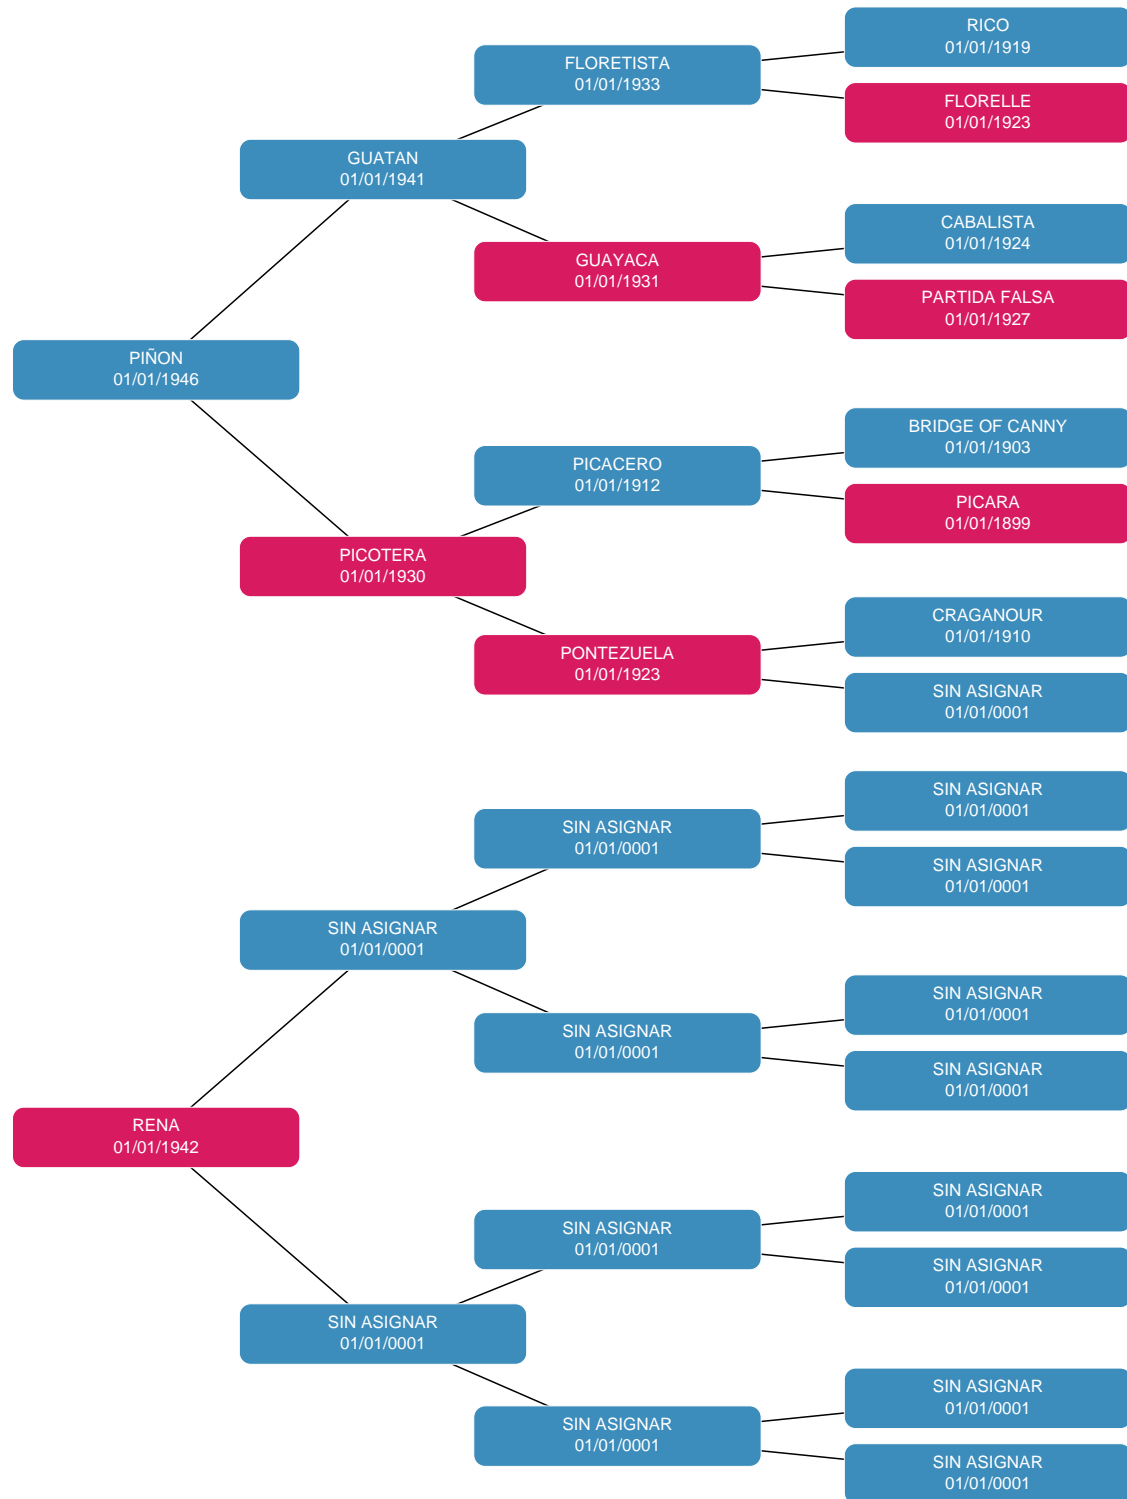 RICO
01/01/1919
FLORETISTA
01/01/1933
FLORELLE
01/01/1923
GUATAN
01/01/1941
CABALISTA
01/01/1924
GUAYACA
01/01/1931
PARTIDA FALSA
01/01/1927
PIÑON
01/01/1946
BRIDGE OF CANNY
01/01/1903
PICACERO
01/01/1912
PICARA
01/01/1899
PICOTERA
01/01/1930
CRAGANOUR
01/01/1910
PONTEZUELA
01/01/1923
SIN ASIGNAR
01/01/0001
SIN ASIGNAR
01/01/0001
SIN ASIGNAR
01/01/0001
SIN ASIGNAR
01/01/0001
SIN ASIGNAR
01/01/0001
SIN ASIGNAR
01/01/0001
SIN ASIGNAR
01/01/0001
SIN ASIGNAR
01/01/0001
RENA
01/01/1942
SIN ASIGNAR
01/01/0001
SIN ASIGNAR
01/01/0001
SIN ASIGNAR
01/01/0001
SIN ASIGNAR
01/01/0001
SIN ASIGNAR
01/01/0001
SIN ASIGNAR
01/01/0001
SIN ASIGNAR
01/01/0001